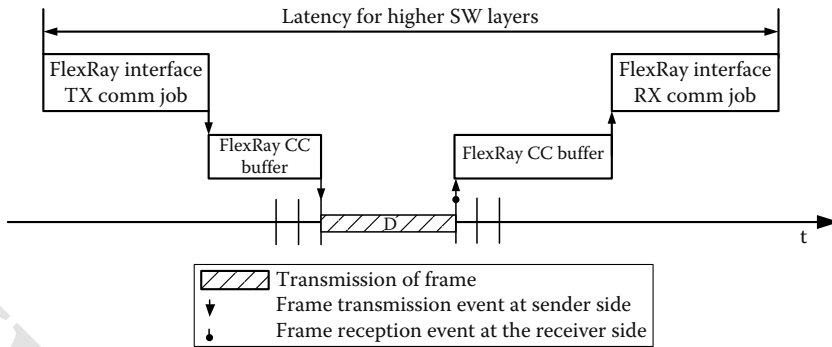 Latency for higher SW layers
FlexRay interface
TX comm job
FlexRay interface
RX comm job
FlexRay CC
buffer
FlexRay CC buffer
D
t
Transmission of frame
Frame transmission event at sender side
Frame reception event at the receiver side